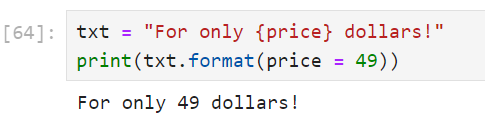 [64]: txt = "For only {price} dollars!"
print(txt.format(price = 49))
For only 49 dollars!